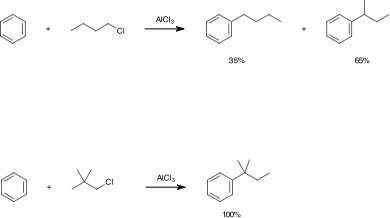 + Cl AlCl3 +
35% 65%
+ Cl AlCl3
100%